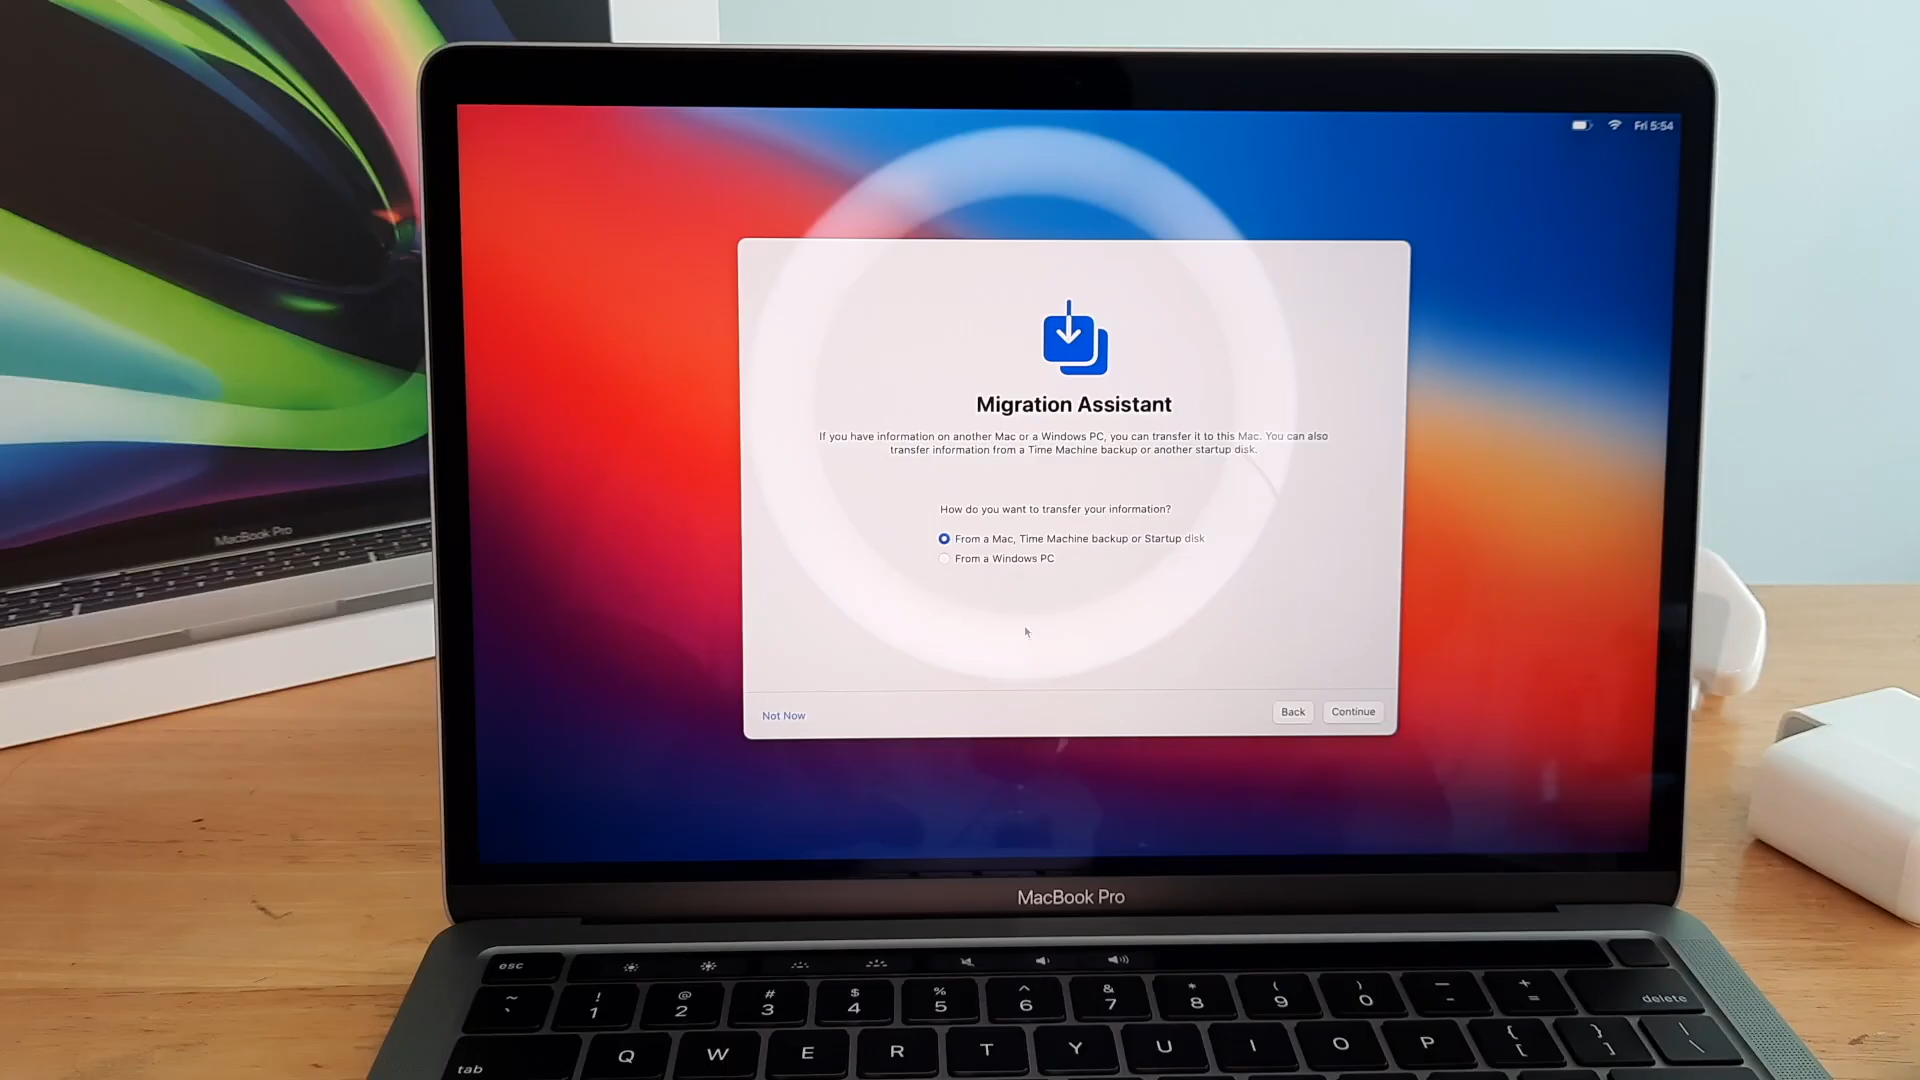 Fri 5:54
Migration Assistant
If you have information on another Mac or a Windows PC, you can transfer it to this Mac. You can also
transfer information from a Time Machine backup or another startup disk.
How do you want to transfer your information?
From a Mac, Time Machine backup or Startup disk
From a Windows PC
Not Now
Back
Continue
MacBook Pro
MacBook Pro
esc
~ ! @ # $ % ^ & * ( ) - + delete
` 1 2 3 4 5 6 7 8 9 0 - =
tab Q W E R T Y U I O P { } |
[ ] \